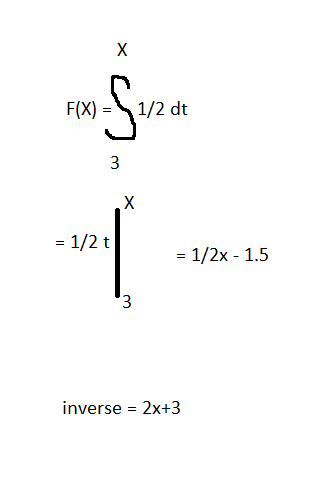 X
F(X) = ∫ 1/2 dt
3
X
= 1/2 t | = 1/2x - 1.5
3
inverse = 2x+3